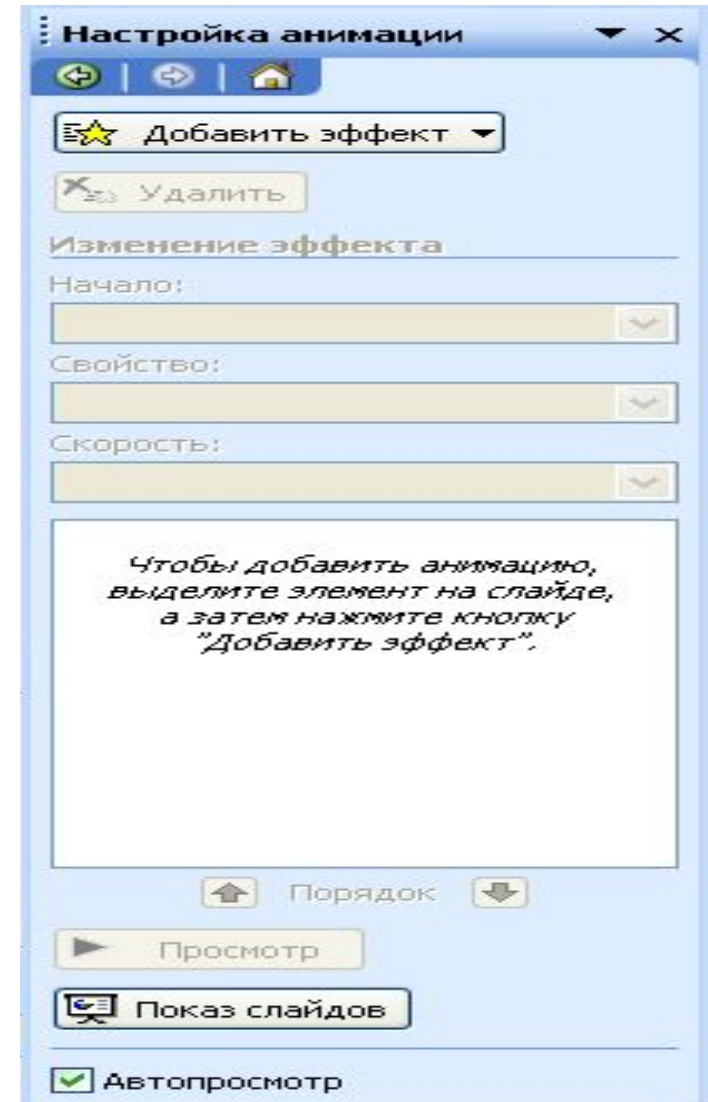 Настройка анимации
Добавить эффект
Удалить
Изменение эффекта
Начало:
Свойство:
Скорость:
Чтобы добавить анимацию,
выделите элемент на слайде,
а затем нажмите кнопку
"Добавить эффект".
Порядок
Просмотр
Показ слайдов
Автопросмотр